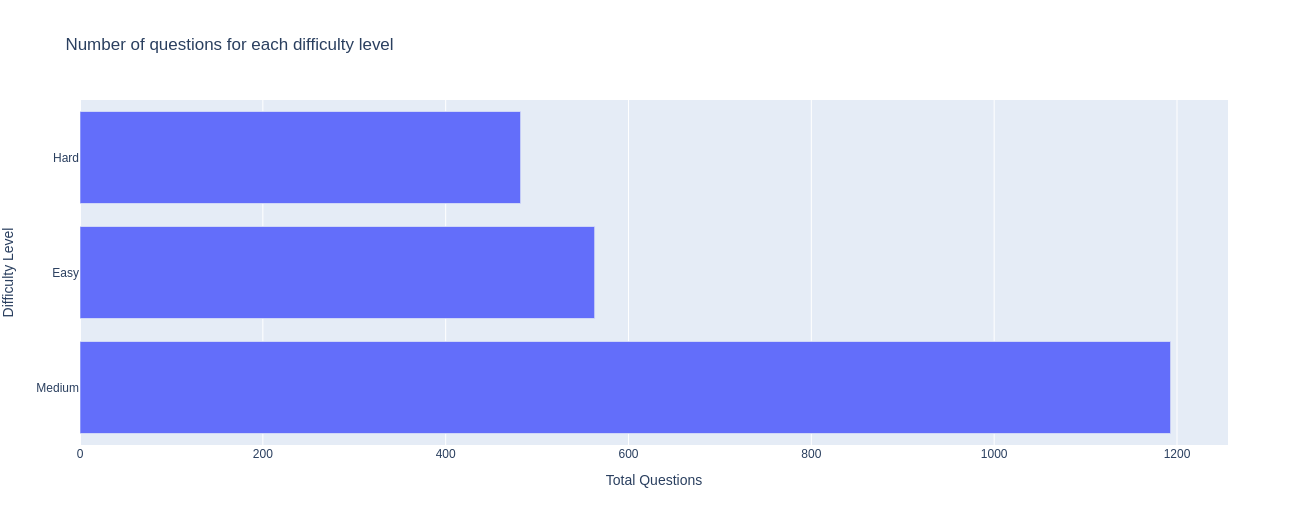 Number of questions for each difficulty level
Hard
Easy
Medium
Difficulty Level
0 200 400 600 800 1000 1200
Total Questions